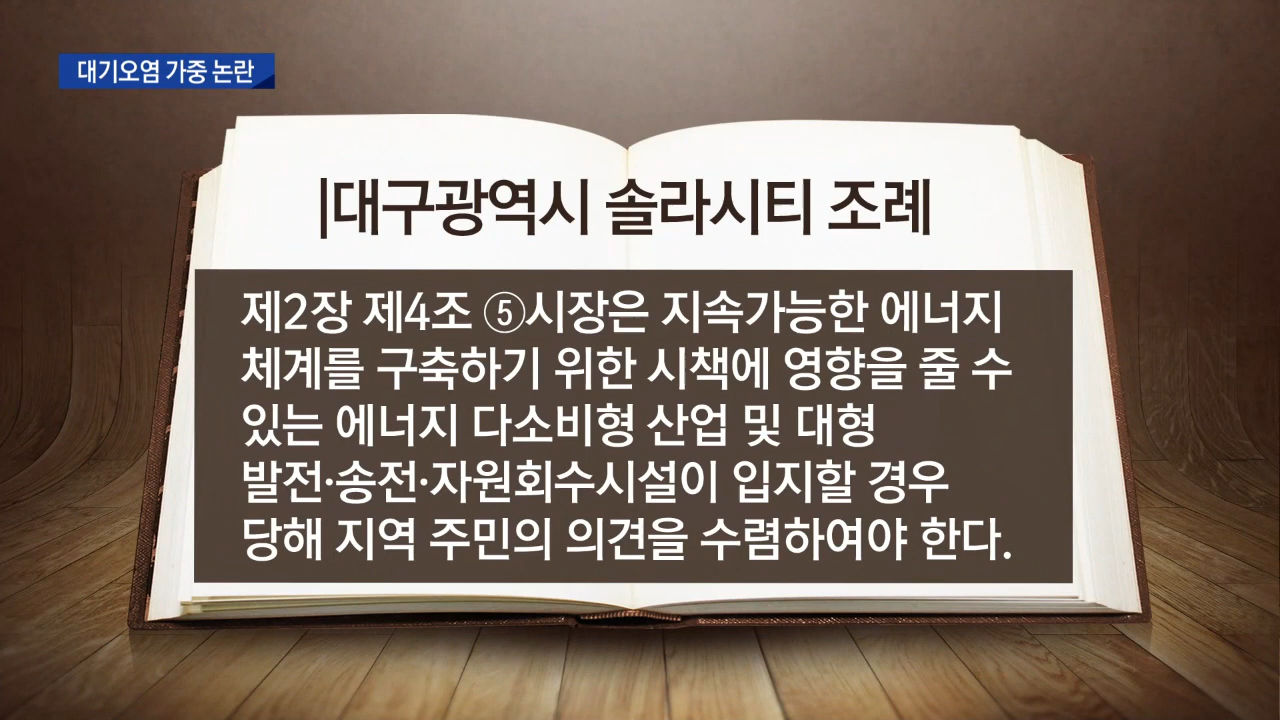 대기오염 가중 논란
|대구광역시 솔라시티 조례
제2장 제4조 ⑤시장은 지속가능한 에너지
체계를 구축하기 위한 시책에 영향을 줄 수
있는 에너지 다소비형 산업 및 대형
발전·송전·자원회수시설이 입지할 경우
당해 지역 주민의 의견을 수렴하여야 한다.